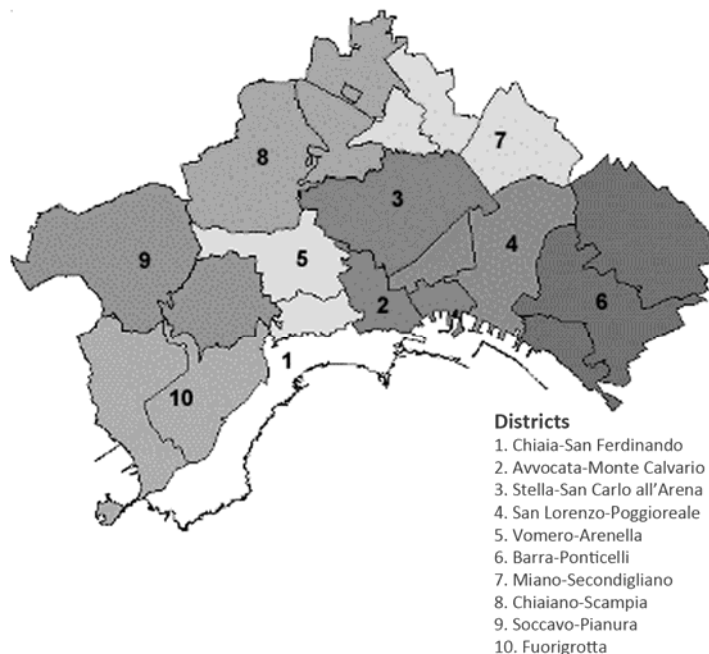 7
8
3
4
5
9
6
2
1
10
Districts
1. Chiaia-San Ferdinando
2. Avvocata-Monte Calvario
3. Stella-San Carlo all'Arena
4. San Lorenzo-Poggioreale
5. Vomero-Arenella
6. Barra-Ponticelli
7. Miano-Secondigliano
8. Chiaiano-Scampia
9. Soccavo-Pianura
10. Fuorigrotta